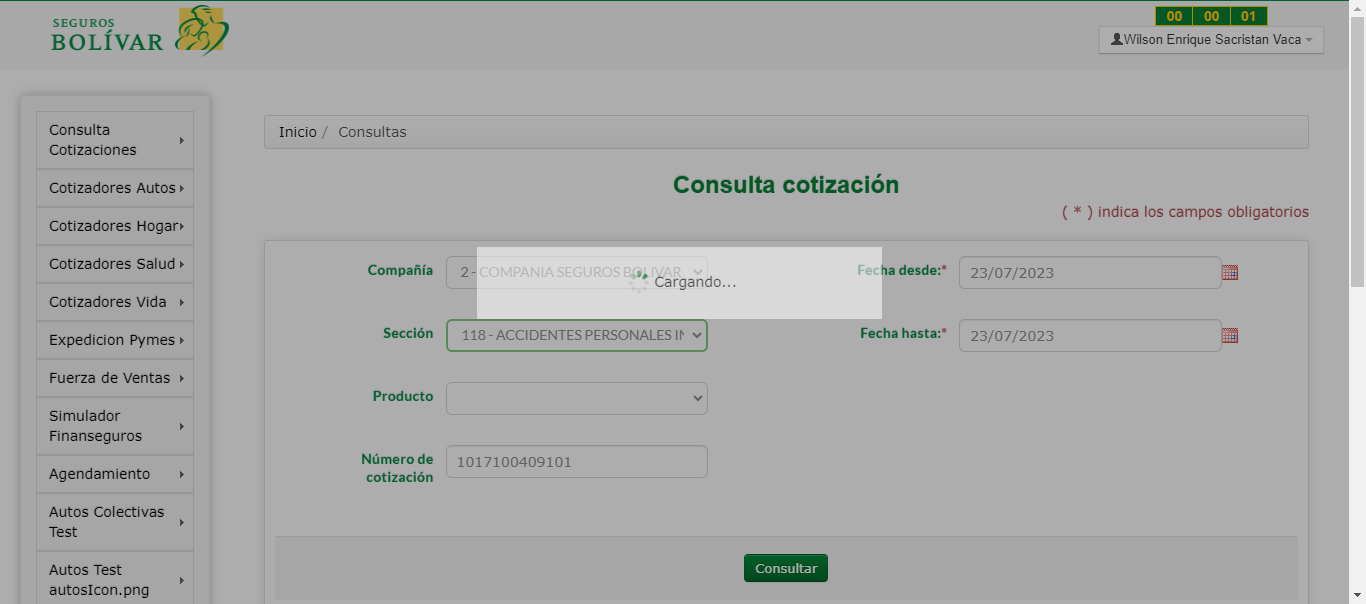 SEGUROS
BOLÍVAR
00 00 01
Wilson Enrique Sacristan Vaca
Consulta
Cotizaciones
Cotizadores Autos
Cotizadores Hogar
Cotizadores Salud
Cotizadores Vida
Expedicion Pymes
Fuerza de Ventas
Simulador
Finanseguros
Agendamiento
Autos Colectivas
Test
Autos Test
autosIcon.png
Inicio / Consultas
Consulta cotización
( * ) indica los campos obligatorios
Compañía
2 - COMPANIA SEGUROS BOLIVAR
Fecha desde:*
23/07/2023
Cargando...
Sección
118 - ACCIDENTES PERSONALES IN
Fecha hasta:*
23/07/2023
Producto
Número de
cotización
1017100409101
Consultar